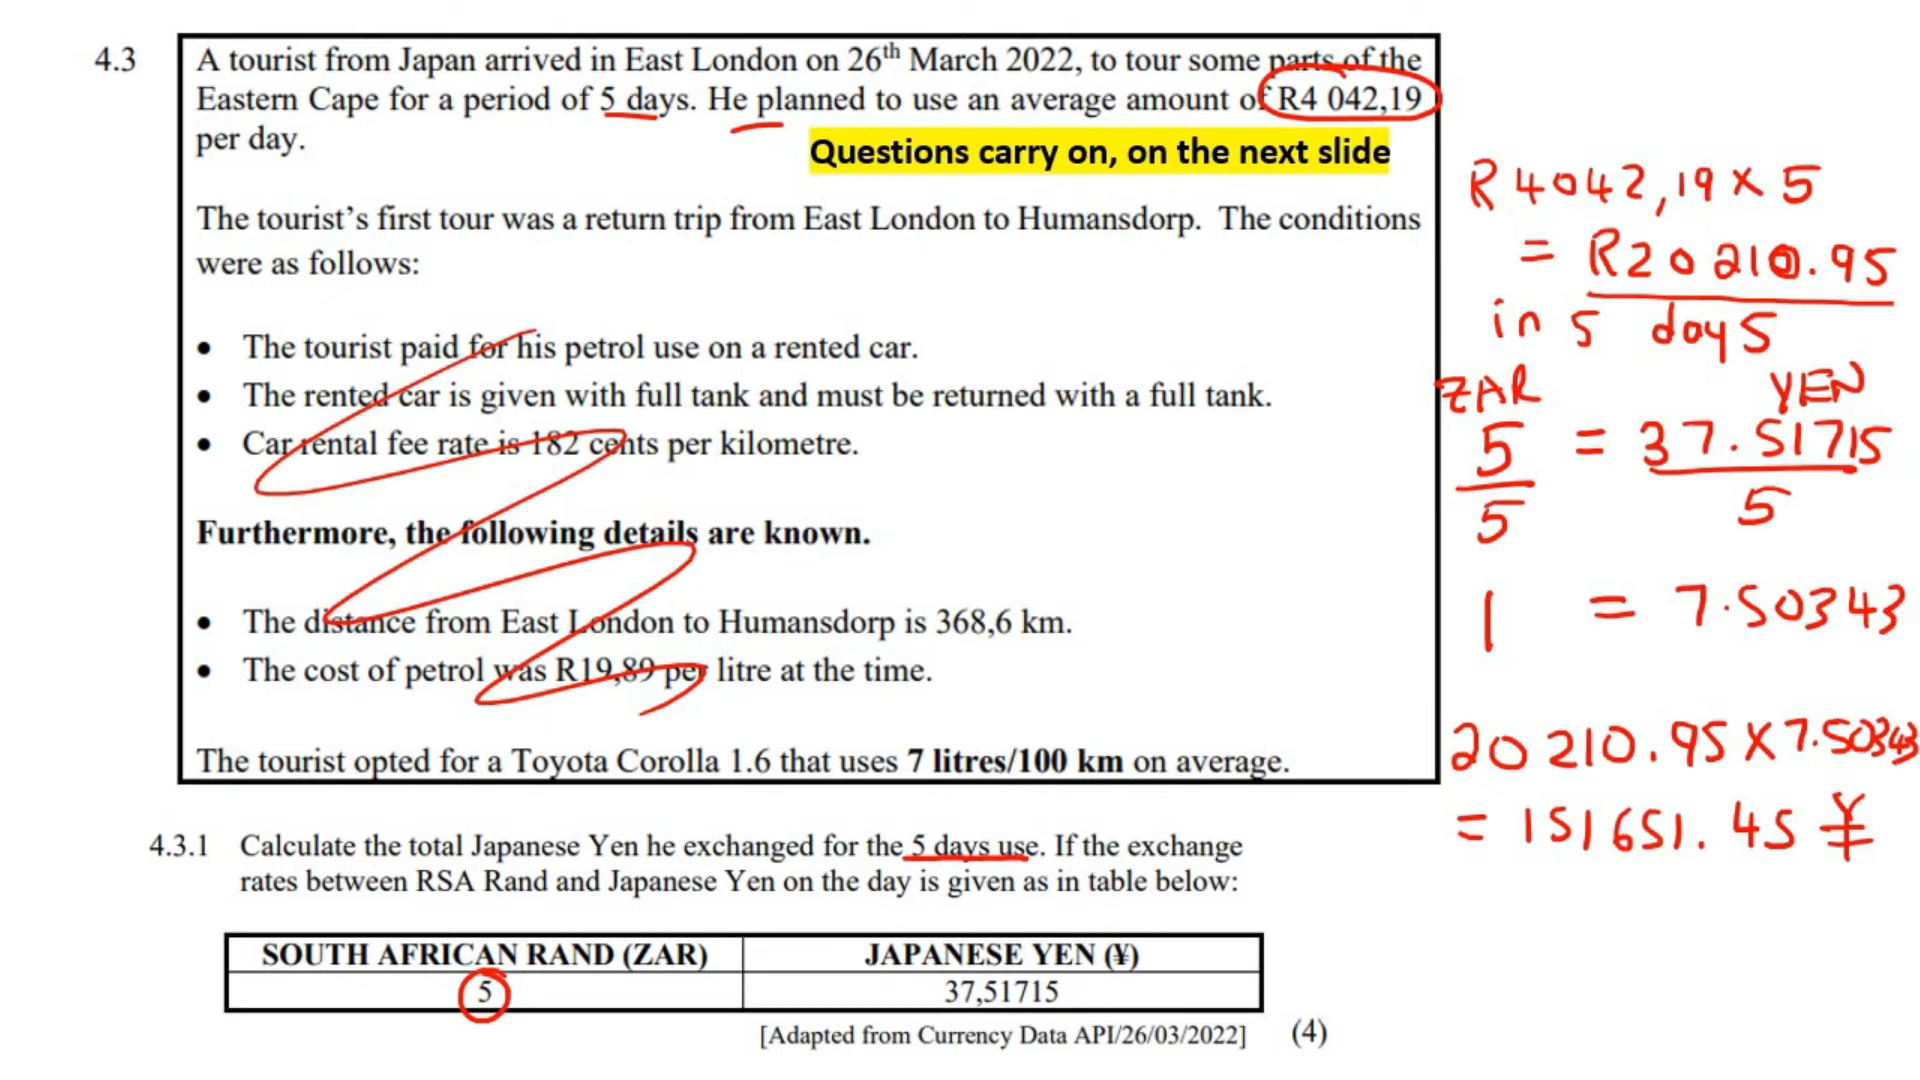 4.3 A tourist from Japan arrived in East London on 26th March 2022, to tour some parts of the
Eastern Cape for a period of 5 days. He planned to use an average amount of R4 042,19
per day.
Questions carry on, on the next slide
The tourist’s first tour was a return trip from East London to Humansdorp. The conditions
were as follows:
• The tourist paid for his petrol use on a rented car.
• The rented car is given with full tank and must be returned with a full tank.
• Car rental fee rate is 182 cents per kilometre.
Furthermore, the following details are known.
• The distance from East London to Humansdorp is 368,6 km.
• The cost of petrol was R19,89 per litre at the time.
The tourist opted for a Toyota Corolla 1.6 that uses 7 litres/100 km on average.
4.3.1 Calculate the total Japanese Yen he exchanged for the 5 days use. If the exchange
rates between RSA Rand and Japanese Yen on the day is given as in table below:
SOUTH AFRICAN RAND (ZAR) JAPANESE YEN (¥)
5 37,51715
[Adapted from Currency Data API/26/03/2022] (4)
R4042,19 × 5
= R20 210.95
in 5 days
ZAR YEN
5 = 37.51715
5 5
1 = 7.50343
20 210.95 × 7.50343
= 151651.45 ¥